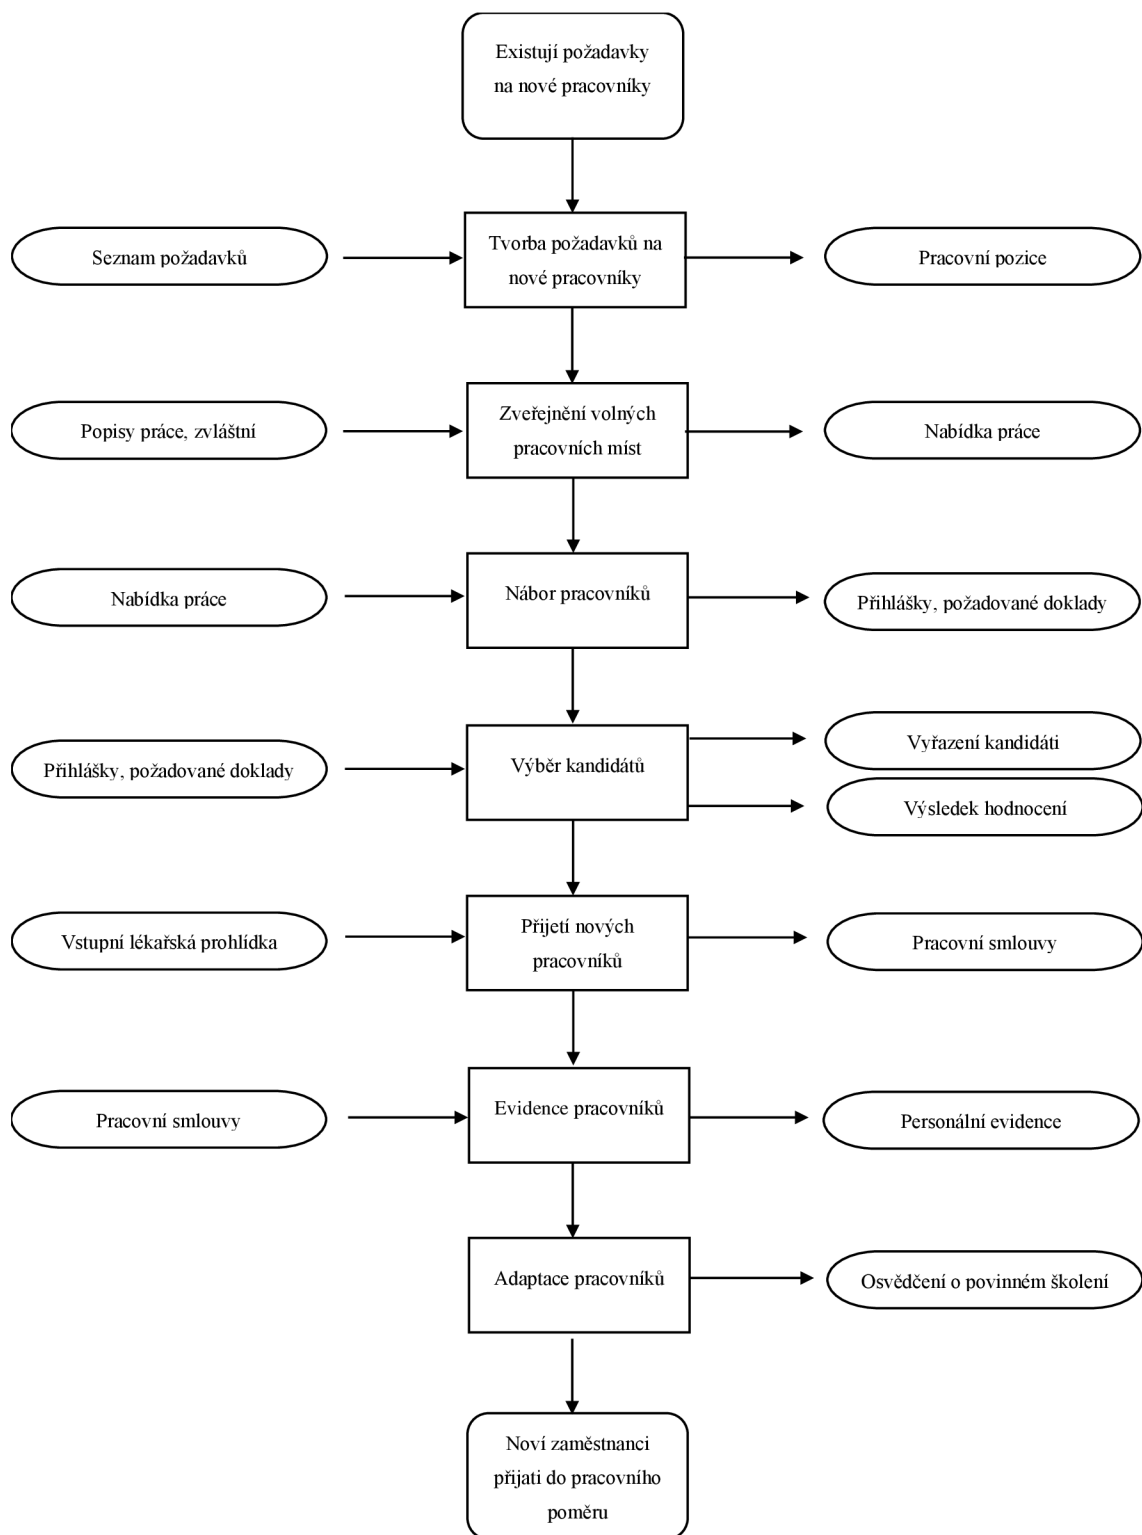 Existují požadavky
na nové pracovníky
Seznam požadavků
Tvorba požadavků na
nové pracovníky
Pracovní pozice
Popisy práce, zvláštní
Zveřejnění volných
pracovních míst
Nabídka práce
Nabídka práce
Nábor pracovníků
Přihlášky, požadované doklady
Přihlášky, požadované doklady
Výběr kandidátů
Vyřazení kandidáti
Výsledek hodnocení
Vstupní lékařská prohlídka
Přijetí nových
pracovníků
Pracovní smlouvy
Pracovní smlouvy
Evidence pracovníků
Personální evidence
Adaptace pracovníků
Osvědčení o povinném školení
Noví zaměstnanci
přijati do pracovního
poměru